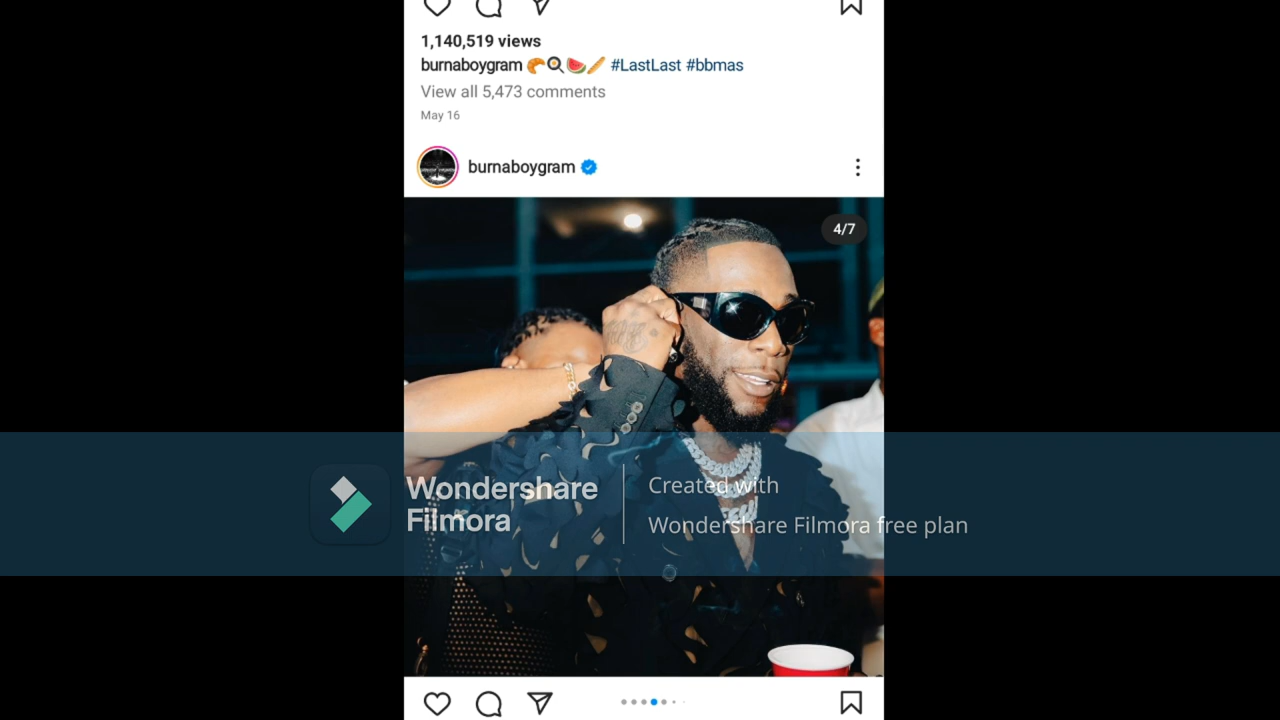 1,140,519 views
burnaboygram 🥐🍳🍉🥖 #LastLast #bbmas
View all 5,473 comments
May 16
burnaboygram
4/7
Wondershare
Filmora
Created with
Wondershare Filmora free plan